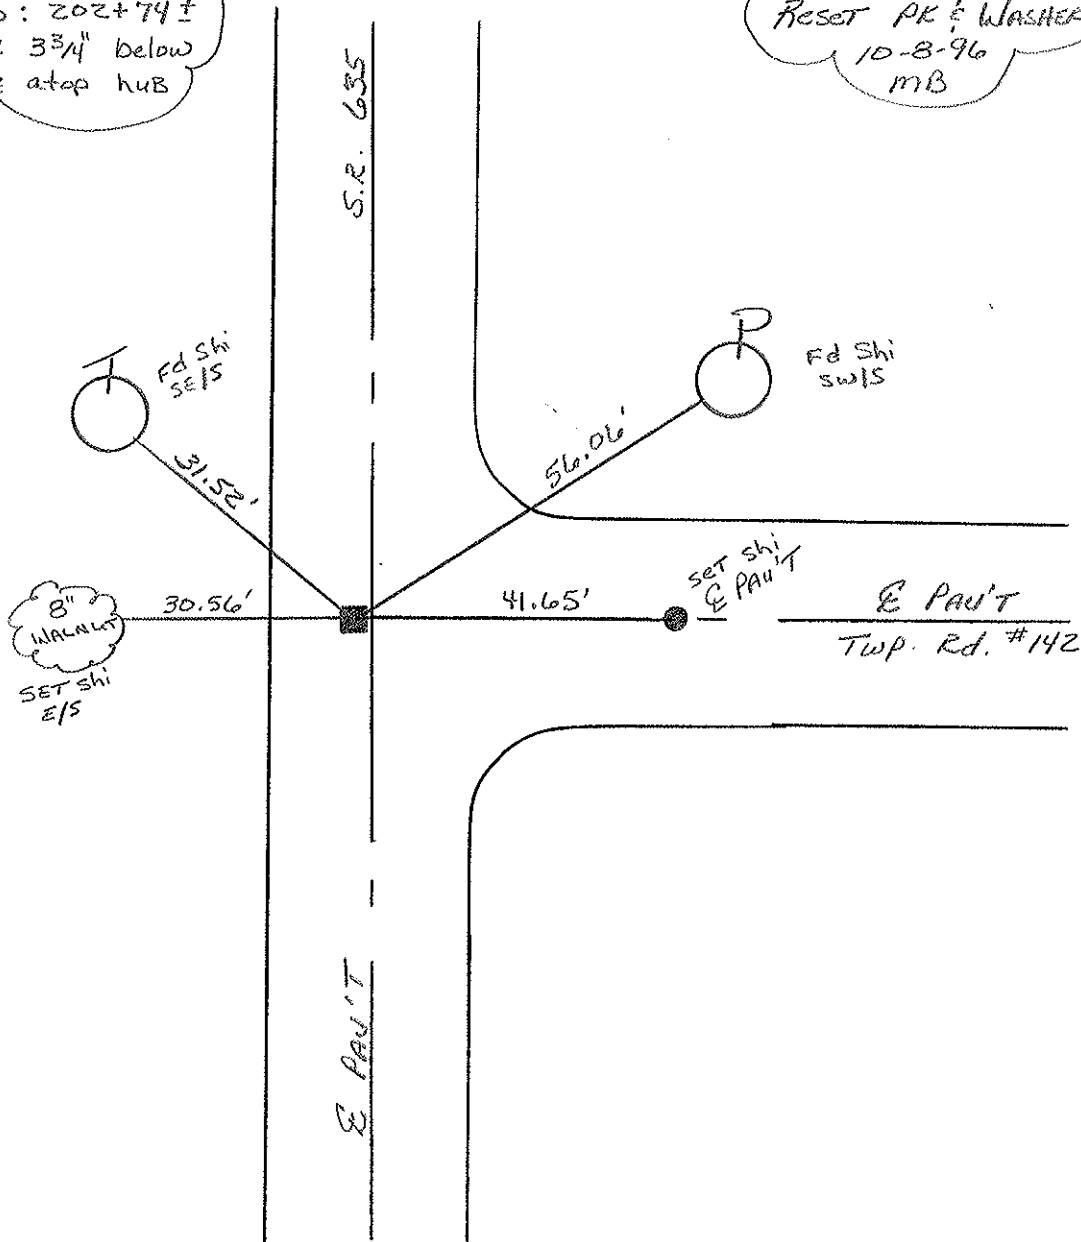 : 202+74 ±
3 3/4" below
atop huB
RESET PK & WASHER
10-8-96
MB
S.R. 635
T
Fd Shi
SE/S
P
Fd Shi
SW/S
31.52'
56.06'
8"
WALNUT
30.56'
41.65'
SET Shi
℄ PAV'T
℄ PAV'T
Twp. Rd. #142
SET Shi
E/S
℄ PAV'T